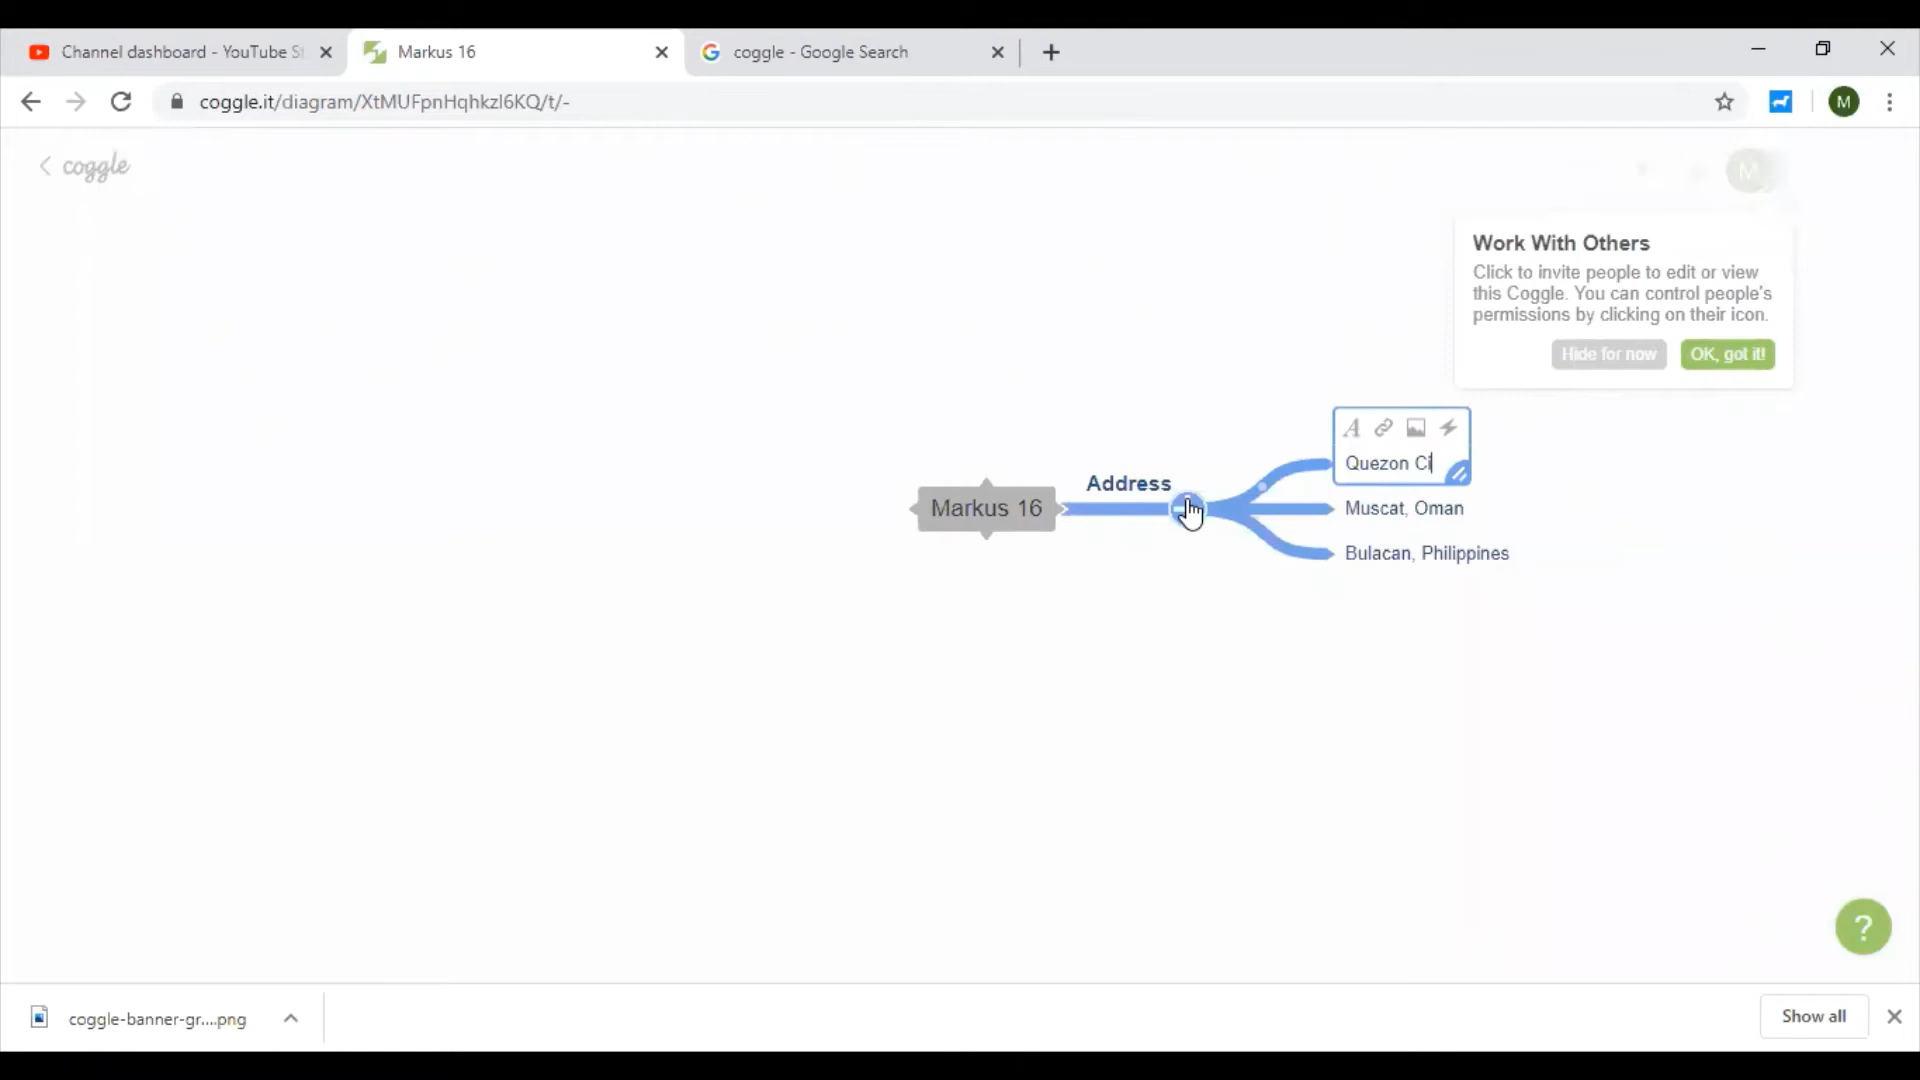 Channel dashboard - YouTube St
Markus 16
coggle - Google Search
coggle.it/diagram/XtMUFpnHqhkzl6KQ/t/-
M
coggle
M
Work With Others
Click to invite people to edit or view
this Coggle. You can control people's
permissions by clicking on their icon.
Hide for now
OK, got it!
A
Quezon Ci
Address
Markus 16
Muscat, Oman
Bulacan, Philippines
?
coggle-banner-gr....png
Show all